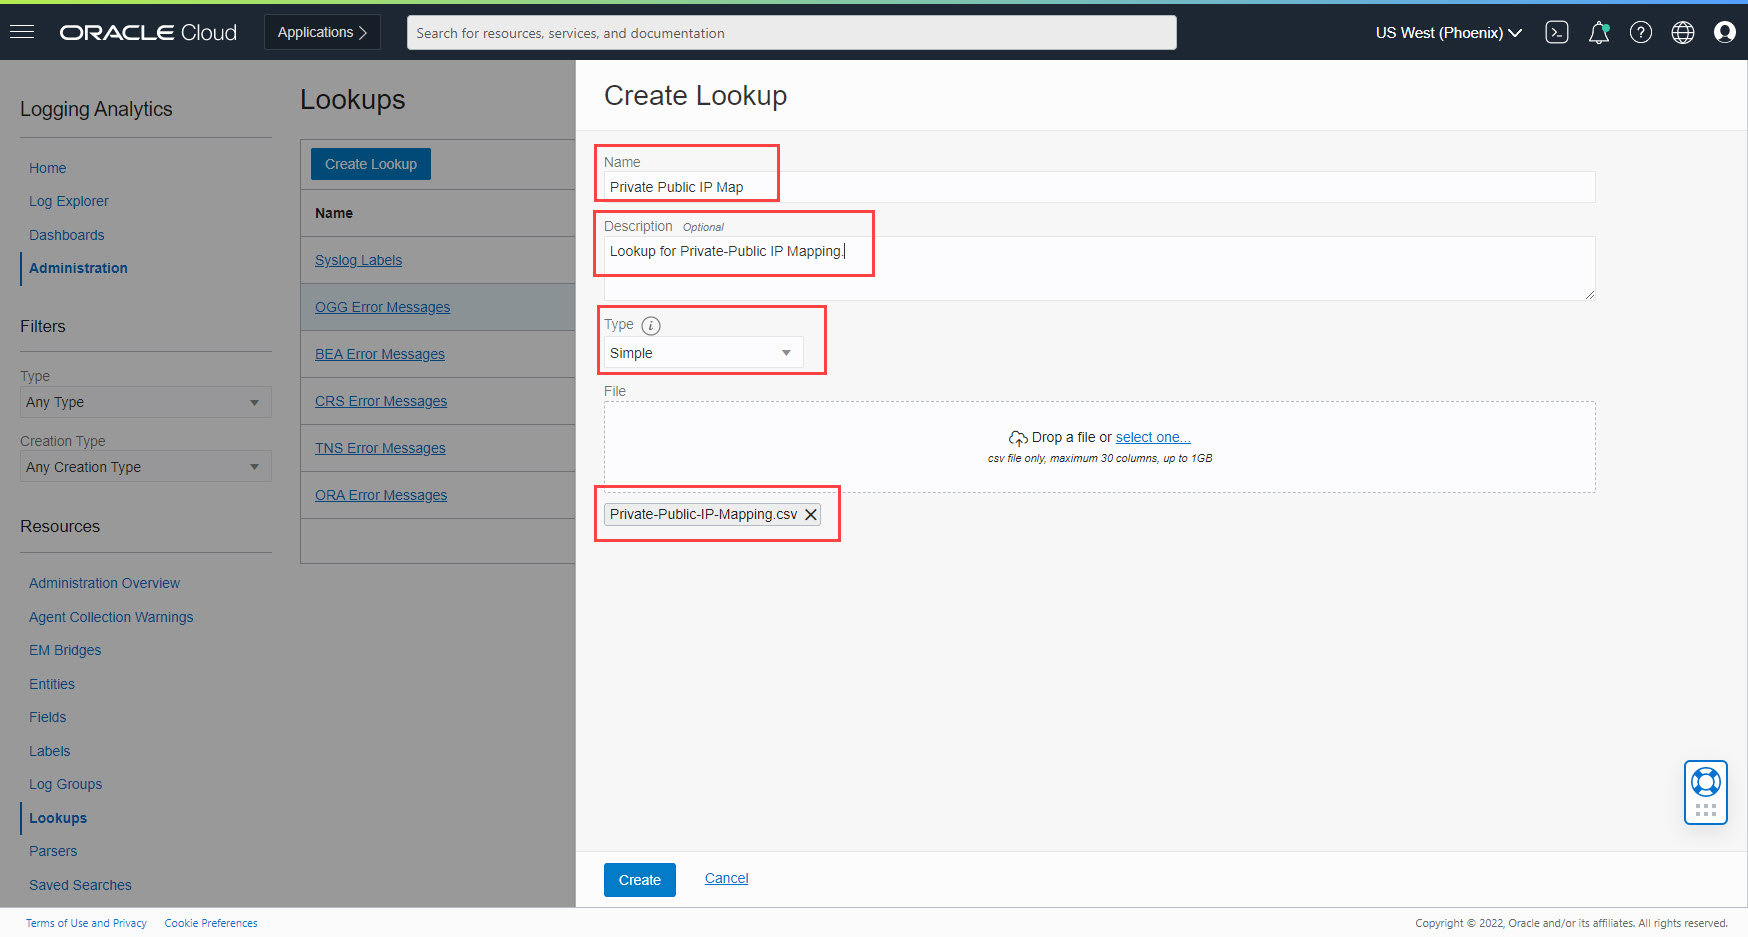 ORACLE Cloud
Applications
Search for resources, services, and documentation
US West (Phoenix)
Logging Analytics
Home
Log Explorer
Dashboards
Administration
Filters
Type
Any Type
Creation Type
Any Creation Type
Resources
Administration Overview
Agent Collection Warnings
EM Bridges
Entities
Fields
Labels
Log Groups
Lookups
Parsers
Saved Searches
Lookups
Create Lookup
Name
Syslog Labels
OGG Error Messages
BEA Error Messages
CRS Error Messages
TNS Error Messages
ORA Error Messages
Create Lookup
Name
Private Public IP Map
Description Optional
Lookup for Private-Public IP Mapping.
Type
Simple
File
Drop a file or select one...
csv file only, maximum 30 columns, up to 1GB
Private-Public-IP-Mapping.csv
Create
Cancel
Terms of Use and Privacy
Cookie Preferences
Copyright © 2022, Oracle and/or its affiliates. All rights reserved.